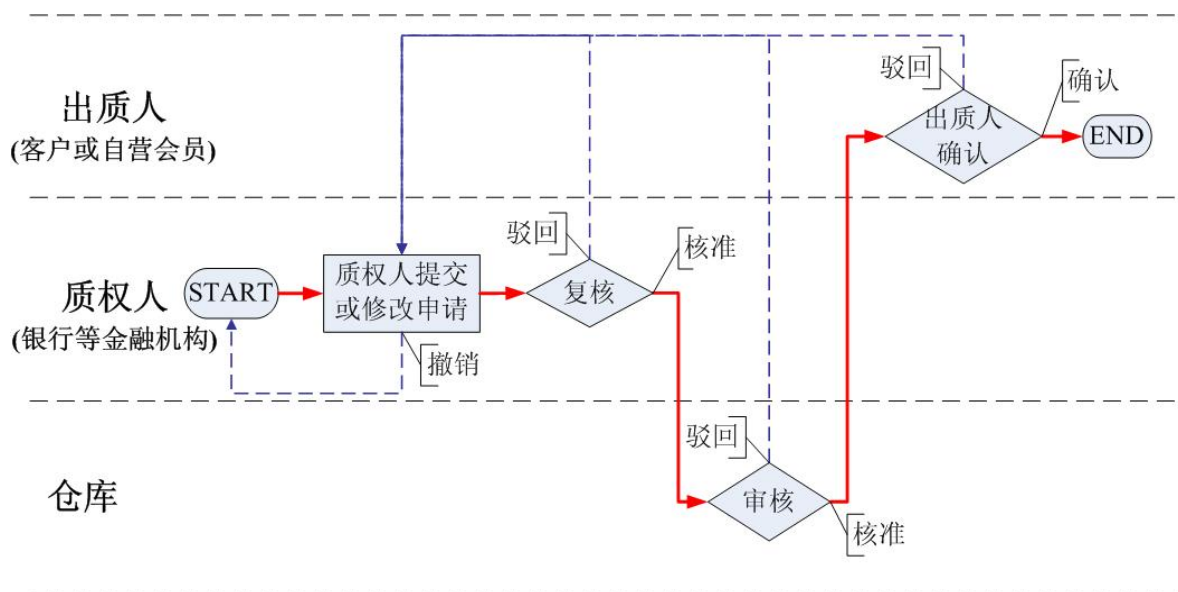 驳回
确认
出质人
(客户或自营会员)
出质人
确认
END
驳回
核准
质权人
(银行等金融机构)
START
质权人提交
或修改申请
复核
撤销
驳回
仓库
审核
核准